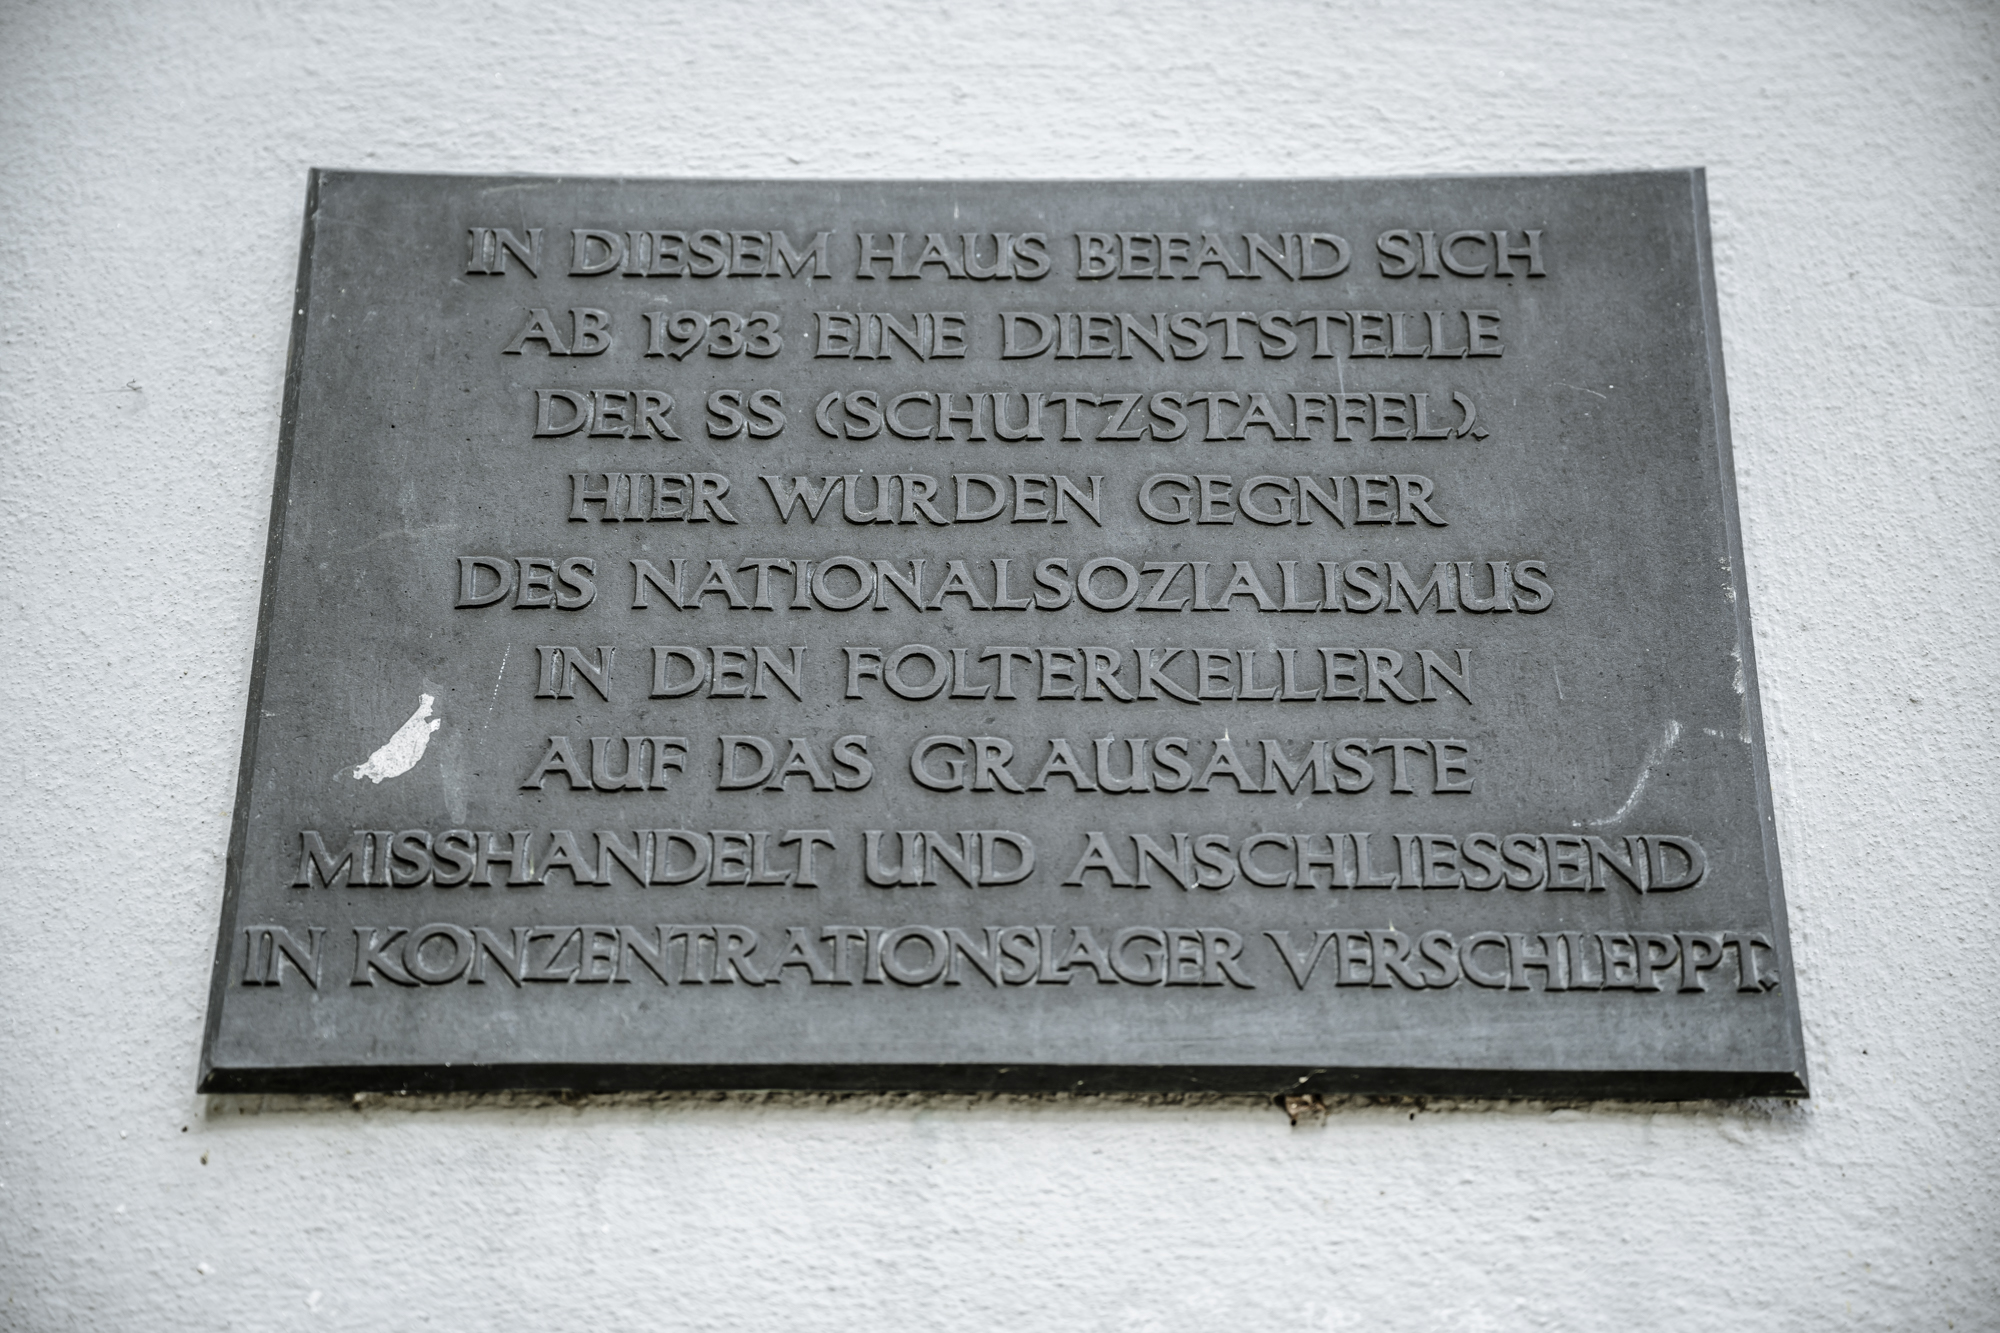 IN DIESEM HAUS BEFAND SICH
AB 1933 EINE DIENSTSTELLE
DER SS (SCHUTZSTAFFEL).
HIER WURDEN GEGNER
DES NATIONALSOZIALISMUS
IN DEN FOLTERKELLERN
AUF DAS GRAUSAMSTE
MISSHANDELT UND ANSCHLIESSEND
IN KONZENTRATIONSLAGER VERSCHLEPPT.